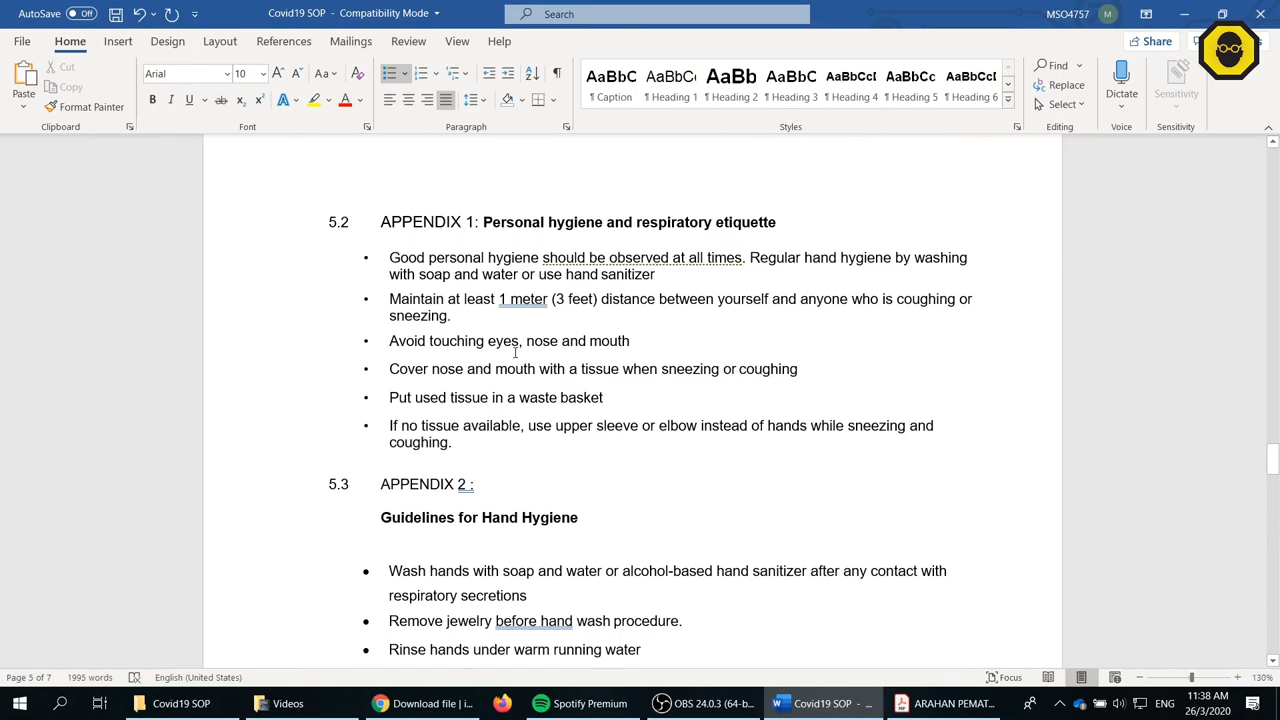 AutoSave Off Covid19 SOP - Compatibility Mode MSO4757 M
File Home Insert Design Layout References Mailings Review View Help Share
Paste Cut Copy Format Painter
Arial 10
AaBbC AaBbC AaBb AaBbC AaBbCcI AaBbCc AaBbCcI
¶ Caption ¶ Heading 1 ¶ Heading 2 ¶ Heading 3 ¶ Heading 4 ¶ Heading 5 ¶ Heading 6
Find Replace Select Dictate Sensitivity
Clipboard Font Paragraph Styles Editing Voice Sensitivity
5.2 APPENDIX 1: Personal hygiene and respiratory etiquette
• Good personal hygiene should be observed at all times. Regular hand hygiene by washing
with soap and water or use hand sanitizer
• Maintain at least 1 meter (3 feet) distance between yourself and anyone who is coughing or
sneezing.
• Avoid touching eyes, nose and mouth
• Cover nose and mouth with a tissue when sneezing or coughing
• Put used tissue in a waste basket
• If no tissue available, use upper sleeve or elbow instead of hands while sneezing and
coughing.
5.3 APPENDIX 2 :
Guidelines for Hand Hygiene
• Wash hands with soap and water or alcohol-based hand sanitizer after any contact with
respiratory secretions
• Remove jewelry before hand wash procedure.
• Rinse hands under warm running water
Page 5 of 7 1995 words English (United States) Focus 130%
Covid19 SOP Videos Download file | i... Spotify Premium OBS 24.0.3 (64-b... Covid19 SOP - ... ARAHAN PEMAT... 11:38 AM
26/3/2020